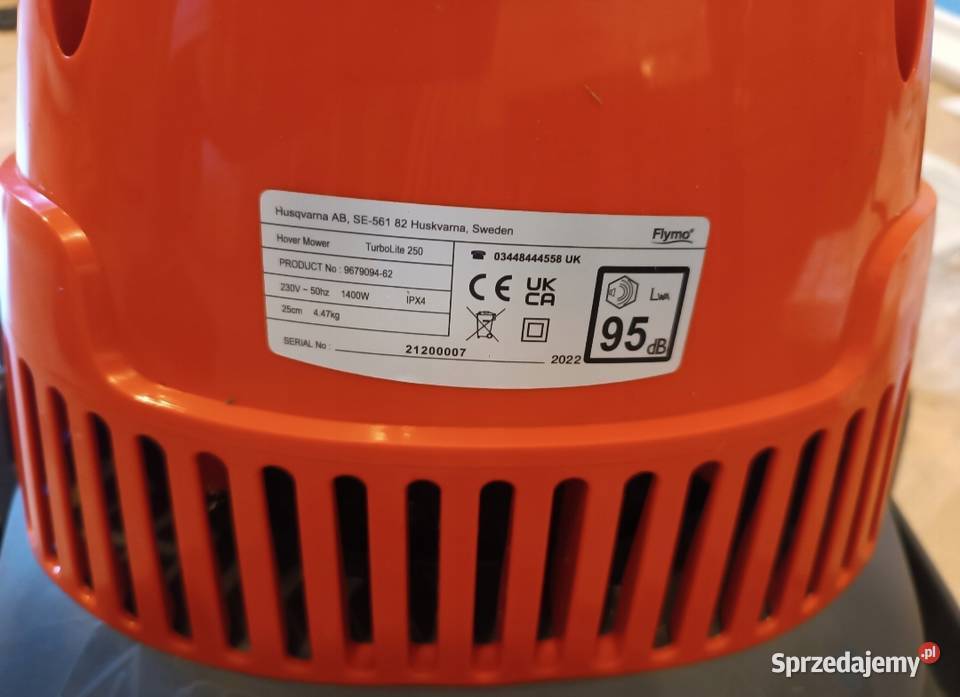 Husqvarna AB, SE-561 82 Huskvarna, Sweden
Flymo®
Hover Mower TurboLite 250
PRODUCT No : 9679094-62
230V ~ 50hz 1400W IPX4
25cm 4.47kg
SERIAL No : 21200007 2022
☎ 03448444558 UK
CE UK CA
LWA
95 dB
Sprzedajemy.pl